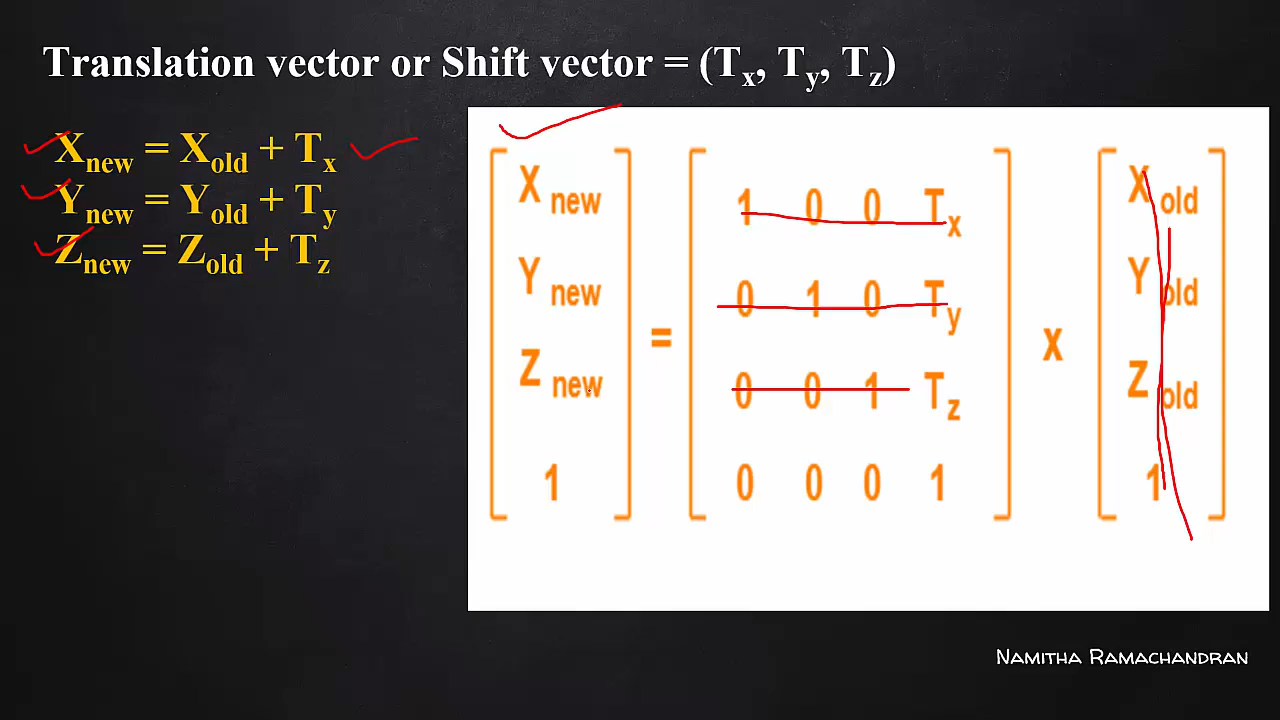 Translation vector or Shift vector = (Tx, Ty, Tz)
Xnew = Xold + Tx
Ynew = Yold + Ty
Znew = Zold + Tz
X new 1 0 0 Tx X old
Y new 0 1 0 Ty Y old
= x
Z new 0 0 1 Tz Z old
1 0 0 0 1 1
Namitha Ramachandran